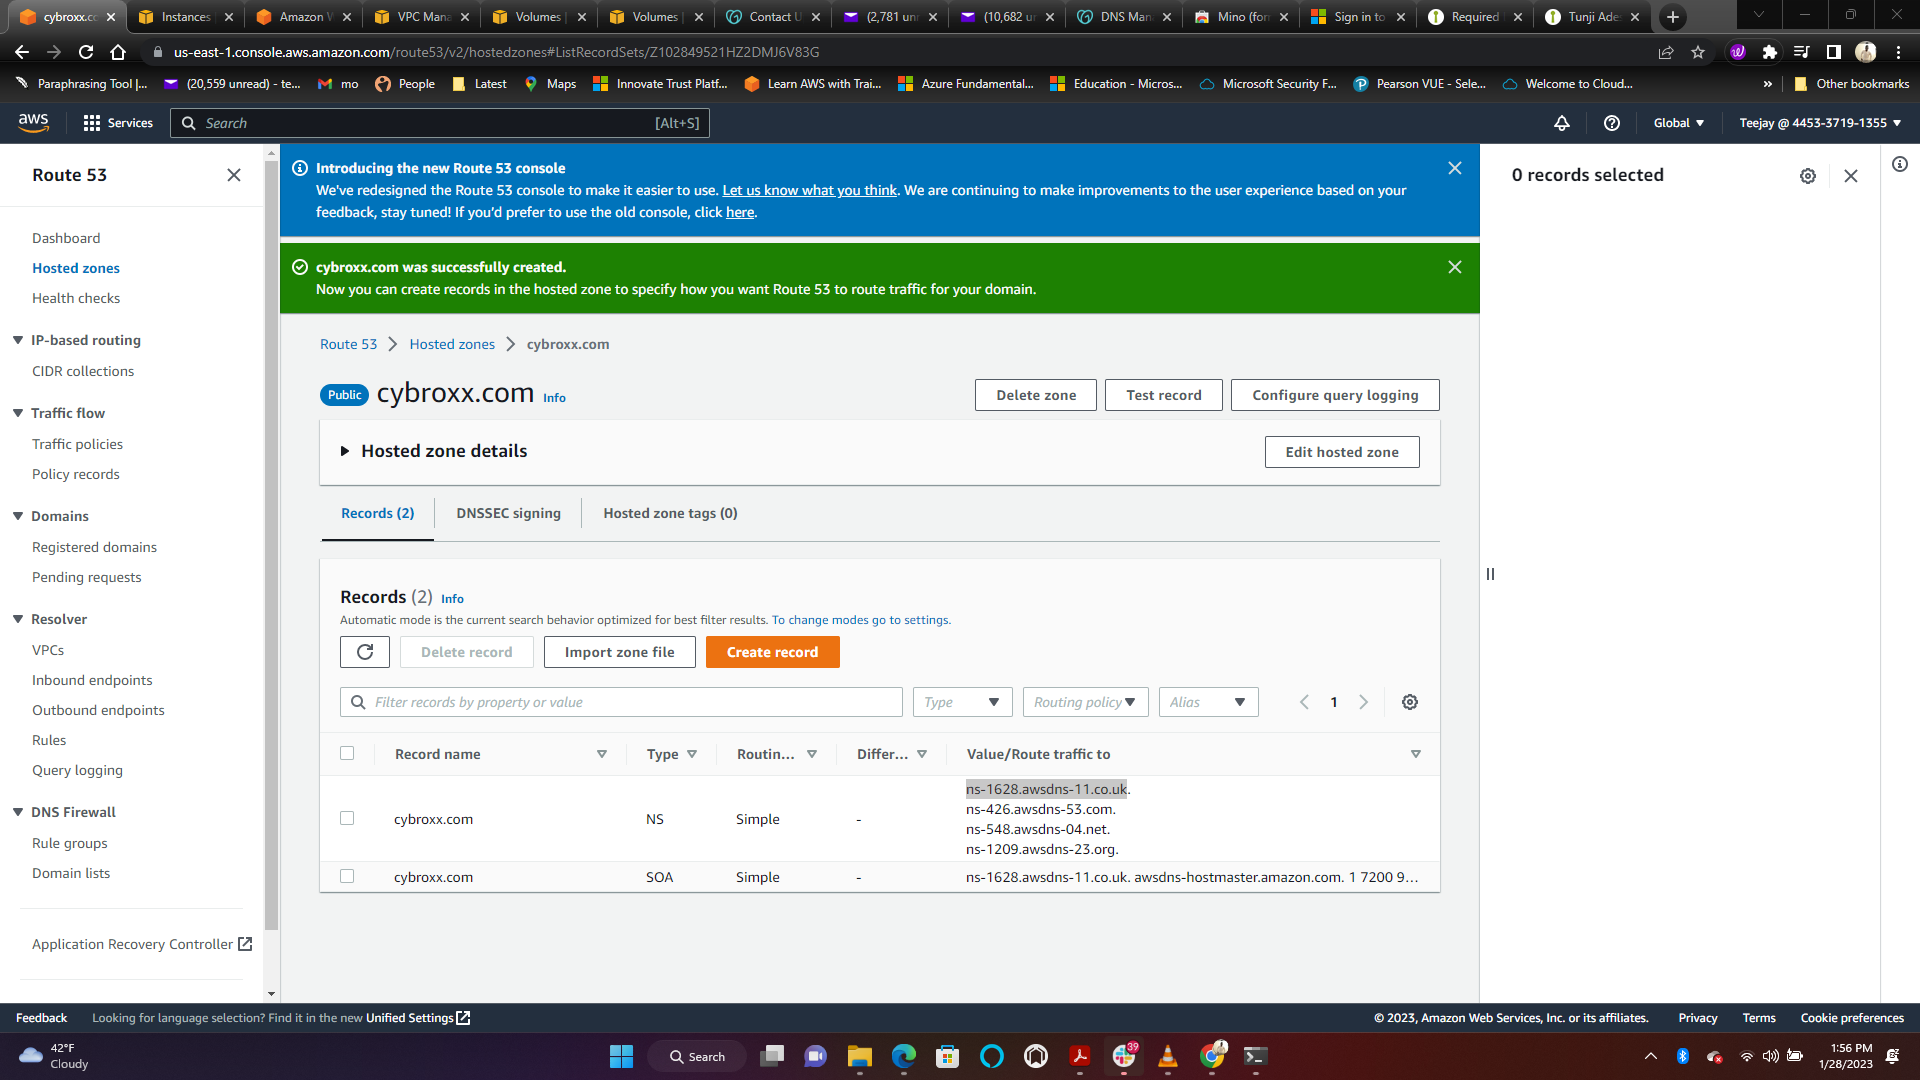 cybroxx.co
Instances
Amazon V
VPC Mana
Volumes
Volumes
Contact U
(2,781 unr
(10,682 ur
DNS Man
Mino (for
Sign in to
Required
Tunji Ade
us-east-1.console.aws.amazon.com/route53/v2/hostedzones#ListRecordSets/Z102849521HZ2DMJ6V83G
Paraphrasing Tool |...
(20,559 unread) - te...
mo
People
Latest
Maps
Innovate Trust Platf...
Learn AWS with Trai...
Azure Fundamental...
Education - Micros...
Microsoft Security F...
Pearson VUE - Sele...
Welcome to Cloud...
»
Other bookmarks
aws
Services
Search
[Alt+S]
Global
Teejay @ 4453-3719-1355
Route 53
Dashboard
Hosted zones
Health checks
IP-based routing
CIDR collections
Traffic flow
Traffic policies
Policy records
Domains
Registered domains
Pending requests
Resolver
VPCs
Inbound endpoints
Outbound endpoints
Rules
Query logging
DNS Firewall
Rule groups
Domain lists
Application Recovery Controller
Introducing the new Route 53 console
We've redesigned the Route 53 console to make it easier to use. Let us know what you think. We are continuing to make improvements to the user experience based on your
feedback, stay tuned! If you'd prefer to use the old console, click here.
cybroxx.com was successfully created.
Now you can create records in the hosted zone to specify how you want Route 53 to route traffic for your domain.
Route 53 > Hosted zones > cybroxx.com
Public cybroxx.com Info
Delete zone
Test record
Configure query logging
Hosted zone details
Edit hosted zone
Records (2)
DNSSEC signing
Hosted zone tags (0)
Records (2) Info
Automatic mode is the current search behavior optimized for best filter results. To change modes go to settings.
Delete record
Import zone file
Create record
Filter records by property or value
Type
Routing policy
Alias
1
Record name
Type
Routin...
Differ...
Value/Route traffic to
cybroxx.com
NS
Simple
-
ns-1628.awsdns-11.co.uk.
ns-426.awsdns-53.com.
ns-548.awsdns-04.net.
ns-1209.awsdns-23.org.
cybroxx.com
SOA
Simple
-
ns-1628.awsdns-11.co.uk. awsdns-hostmaster.amazon.com. 1 7200 9...
0 records selected
Feedback
Looking for language selection? Find it in the new Unified Settings
© 2023, Amazon Web Services, Inc. or its affiliates.
Privacy
Terms
Cookie preferences
42°F
Cloudy
Search
39
1:56 PM
1/28/2023